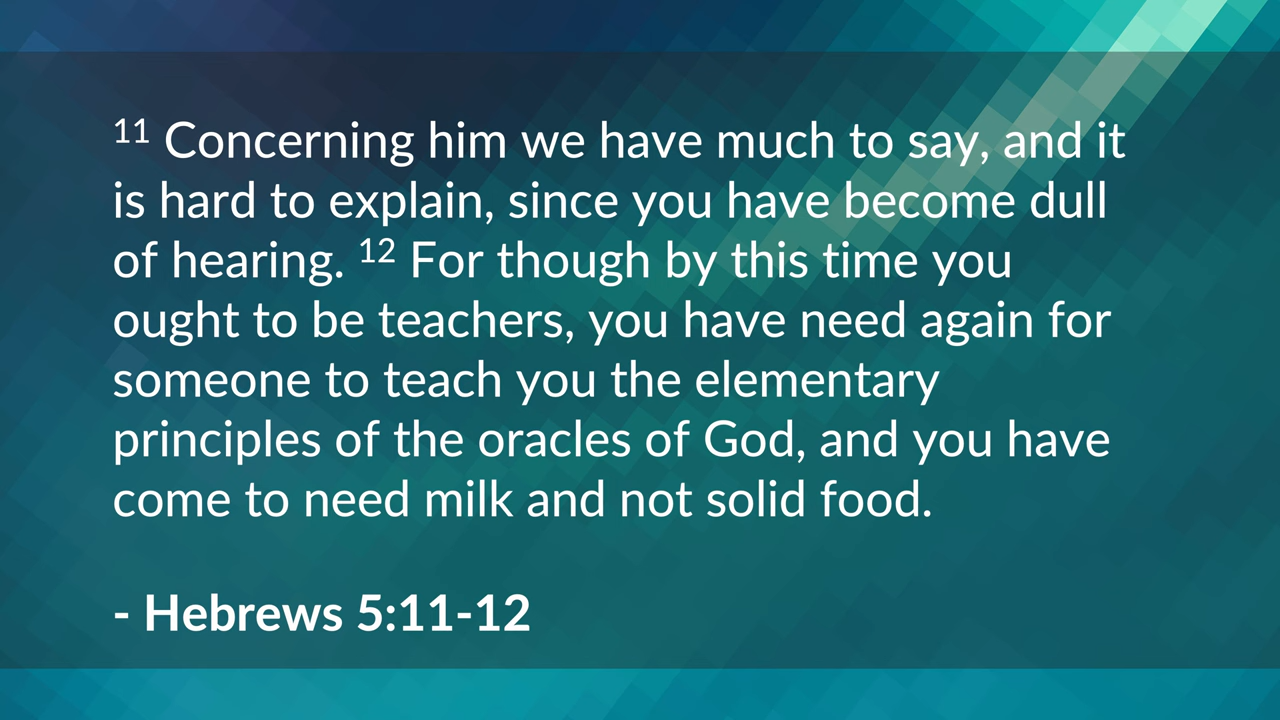 11 Concerning him we have much to say, and it
is hard to explain, since you have become dull
of hearing. 12 For though by this time you
ought to be teachers, you have need again for
someone to teach you the elementary
principles of the oracles of God, and you have
come to need milk and not solid food.
- Hebrews 5:11-12